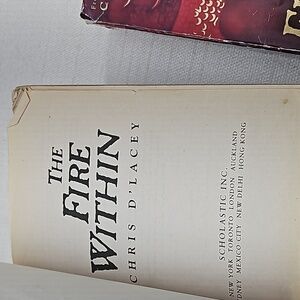 THE
FIRE
WITHIN
CHRIS D'LACEY
SCHOLASTIC INC.
NEW YORK TORONTO LONDON AUCKLAND
SYDNEY MEXICO CITY NEW DELHI HONG KONG